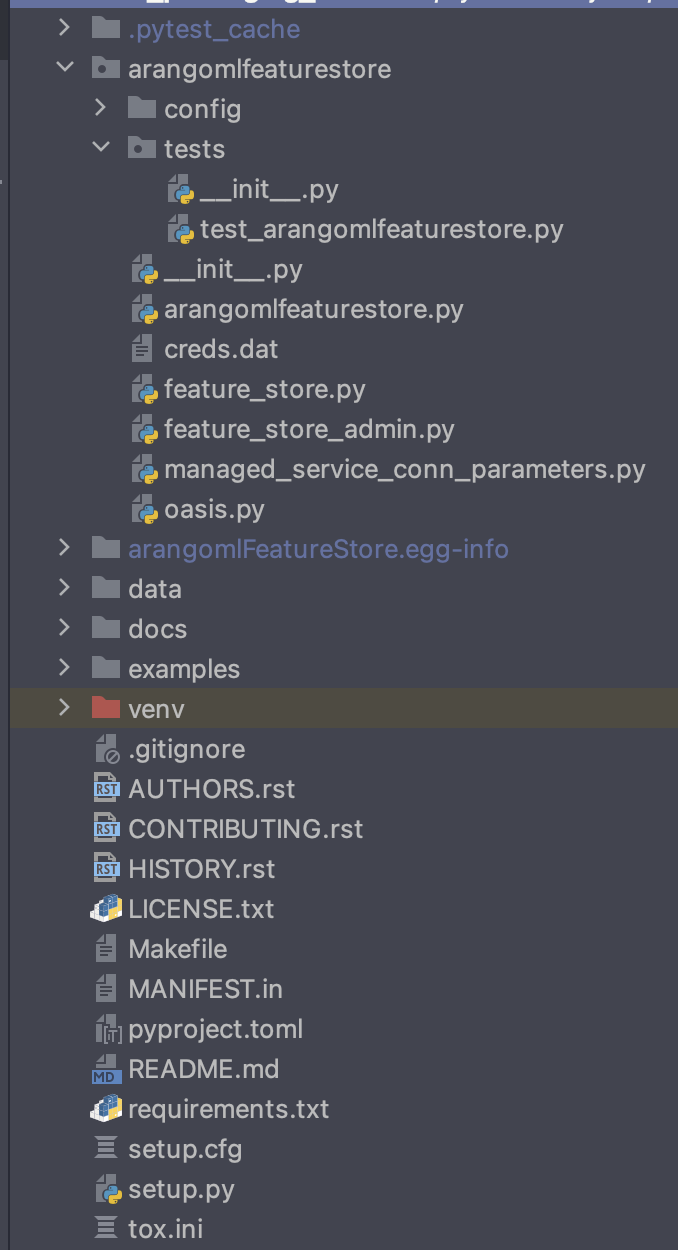 .pytest_cache
arangomlfeaturestore
config
tests
__init__.py
test_arangomlfeaturestore.py
__init__.py
arangomlfeaturestore.py
creds.dat
feature_store.py
feature_store_admin.py
managed_service_conn_parameters.py
oasis.py
arangomlFeatureStore.egg-info
data
docs
examples
venv
.gitignore
RST AUTHORS.rst
RST CONTRIBUTING.rst
RST HISTORY.rst
LICENSE.txt
Makefile
MANIFEST.in
[T] pyproject.toml
MD README.md
requirements.txt
setup.cfg
setup.py
tox.ini